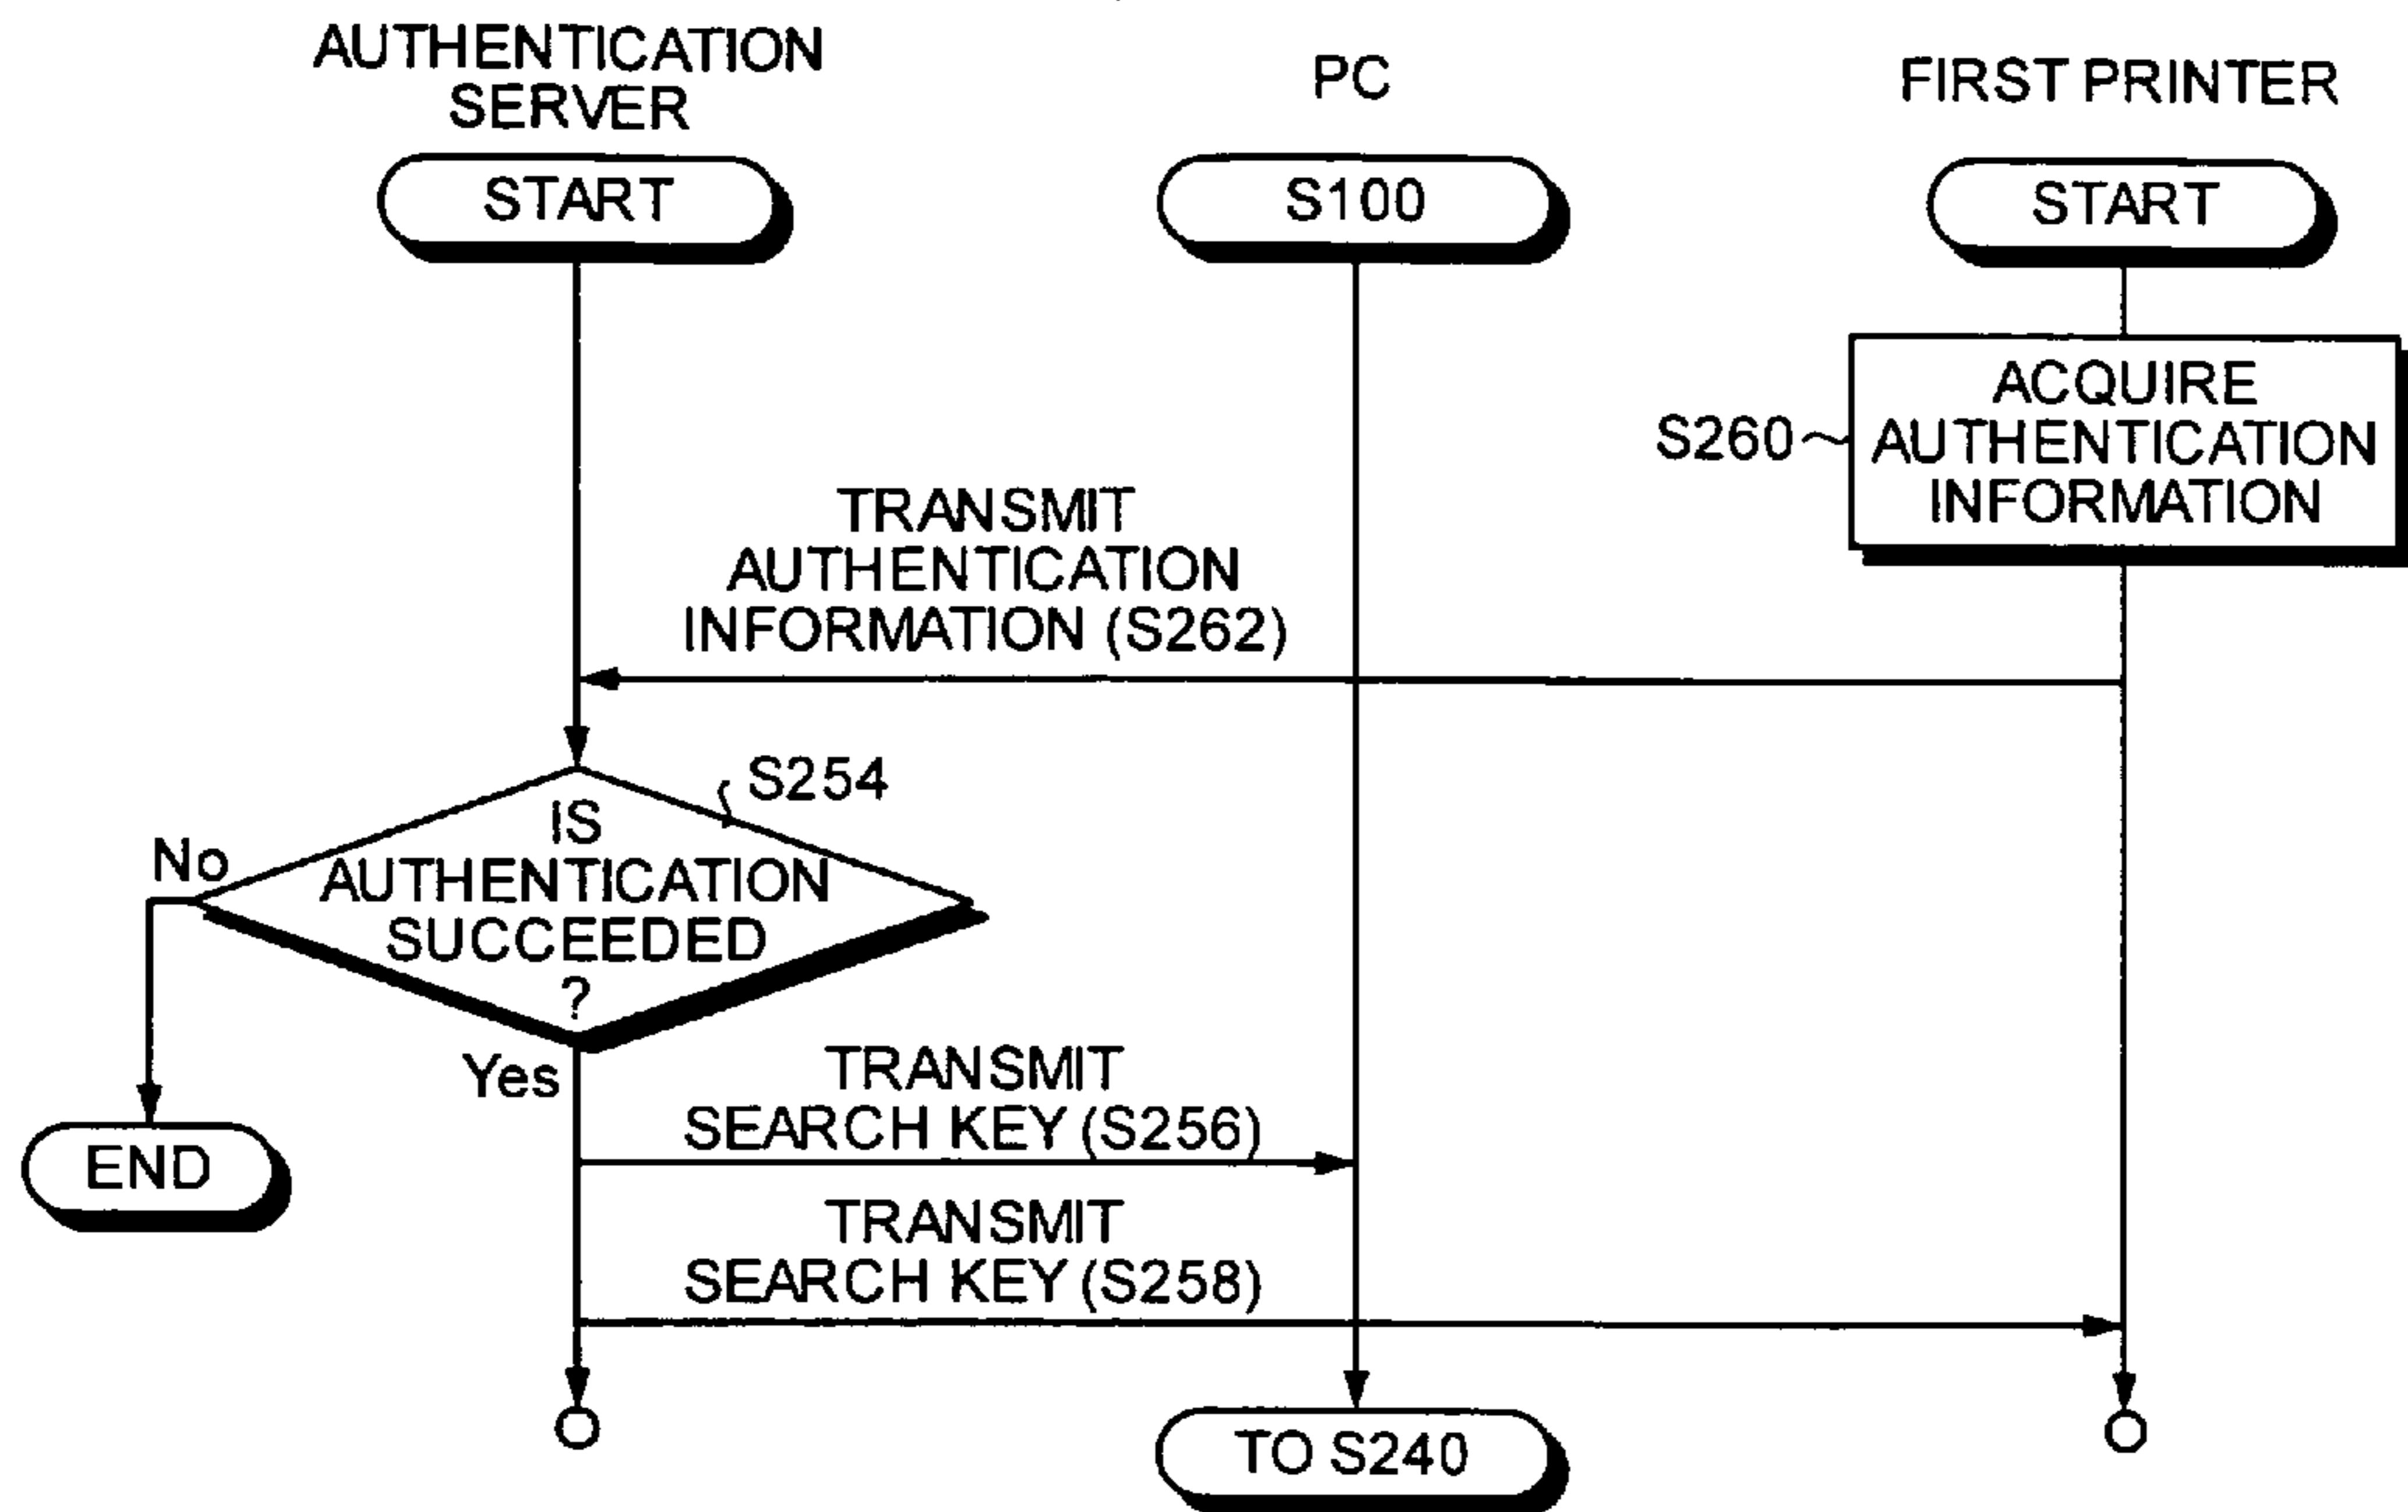 AUTHENTICATION
SERVER
PC
FIRST PRINTER
START
S100
START
S260
ACQUIRE
AUTHENTICATION
INFORMATION
TRANSMIT
AUTHENTICATION
INFORMATION (S262)
S254
IS
AUTHENTICATION
SUCCEEDED
?
No
Yes
END
TRANSMIT
SEARCH KEY (S256)
TRANSMIT
SEARCH KEY (S258)
TO S240